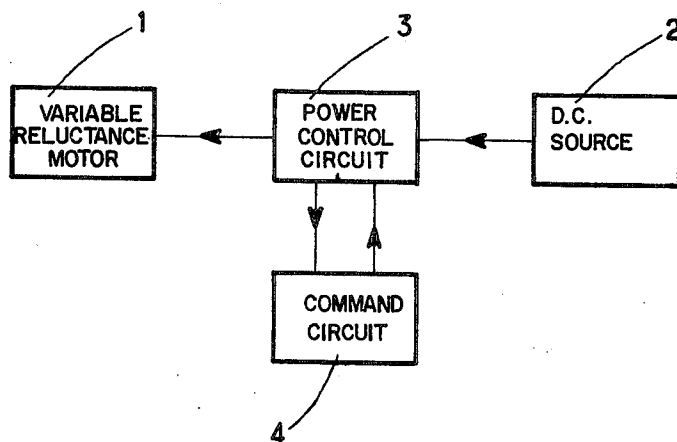 1
3
2
VARIABLE
RELUCTANCE
MOTOR
POWER
CONTROL
CIRCUIT
D.C.
SOURCE
COMMAND
CIRCUIT
4